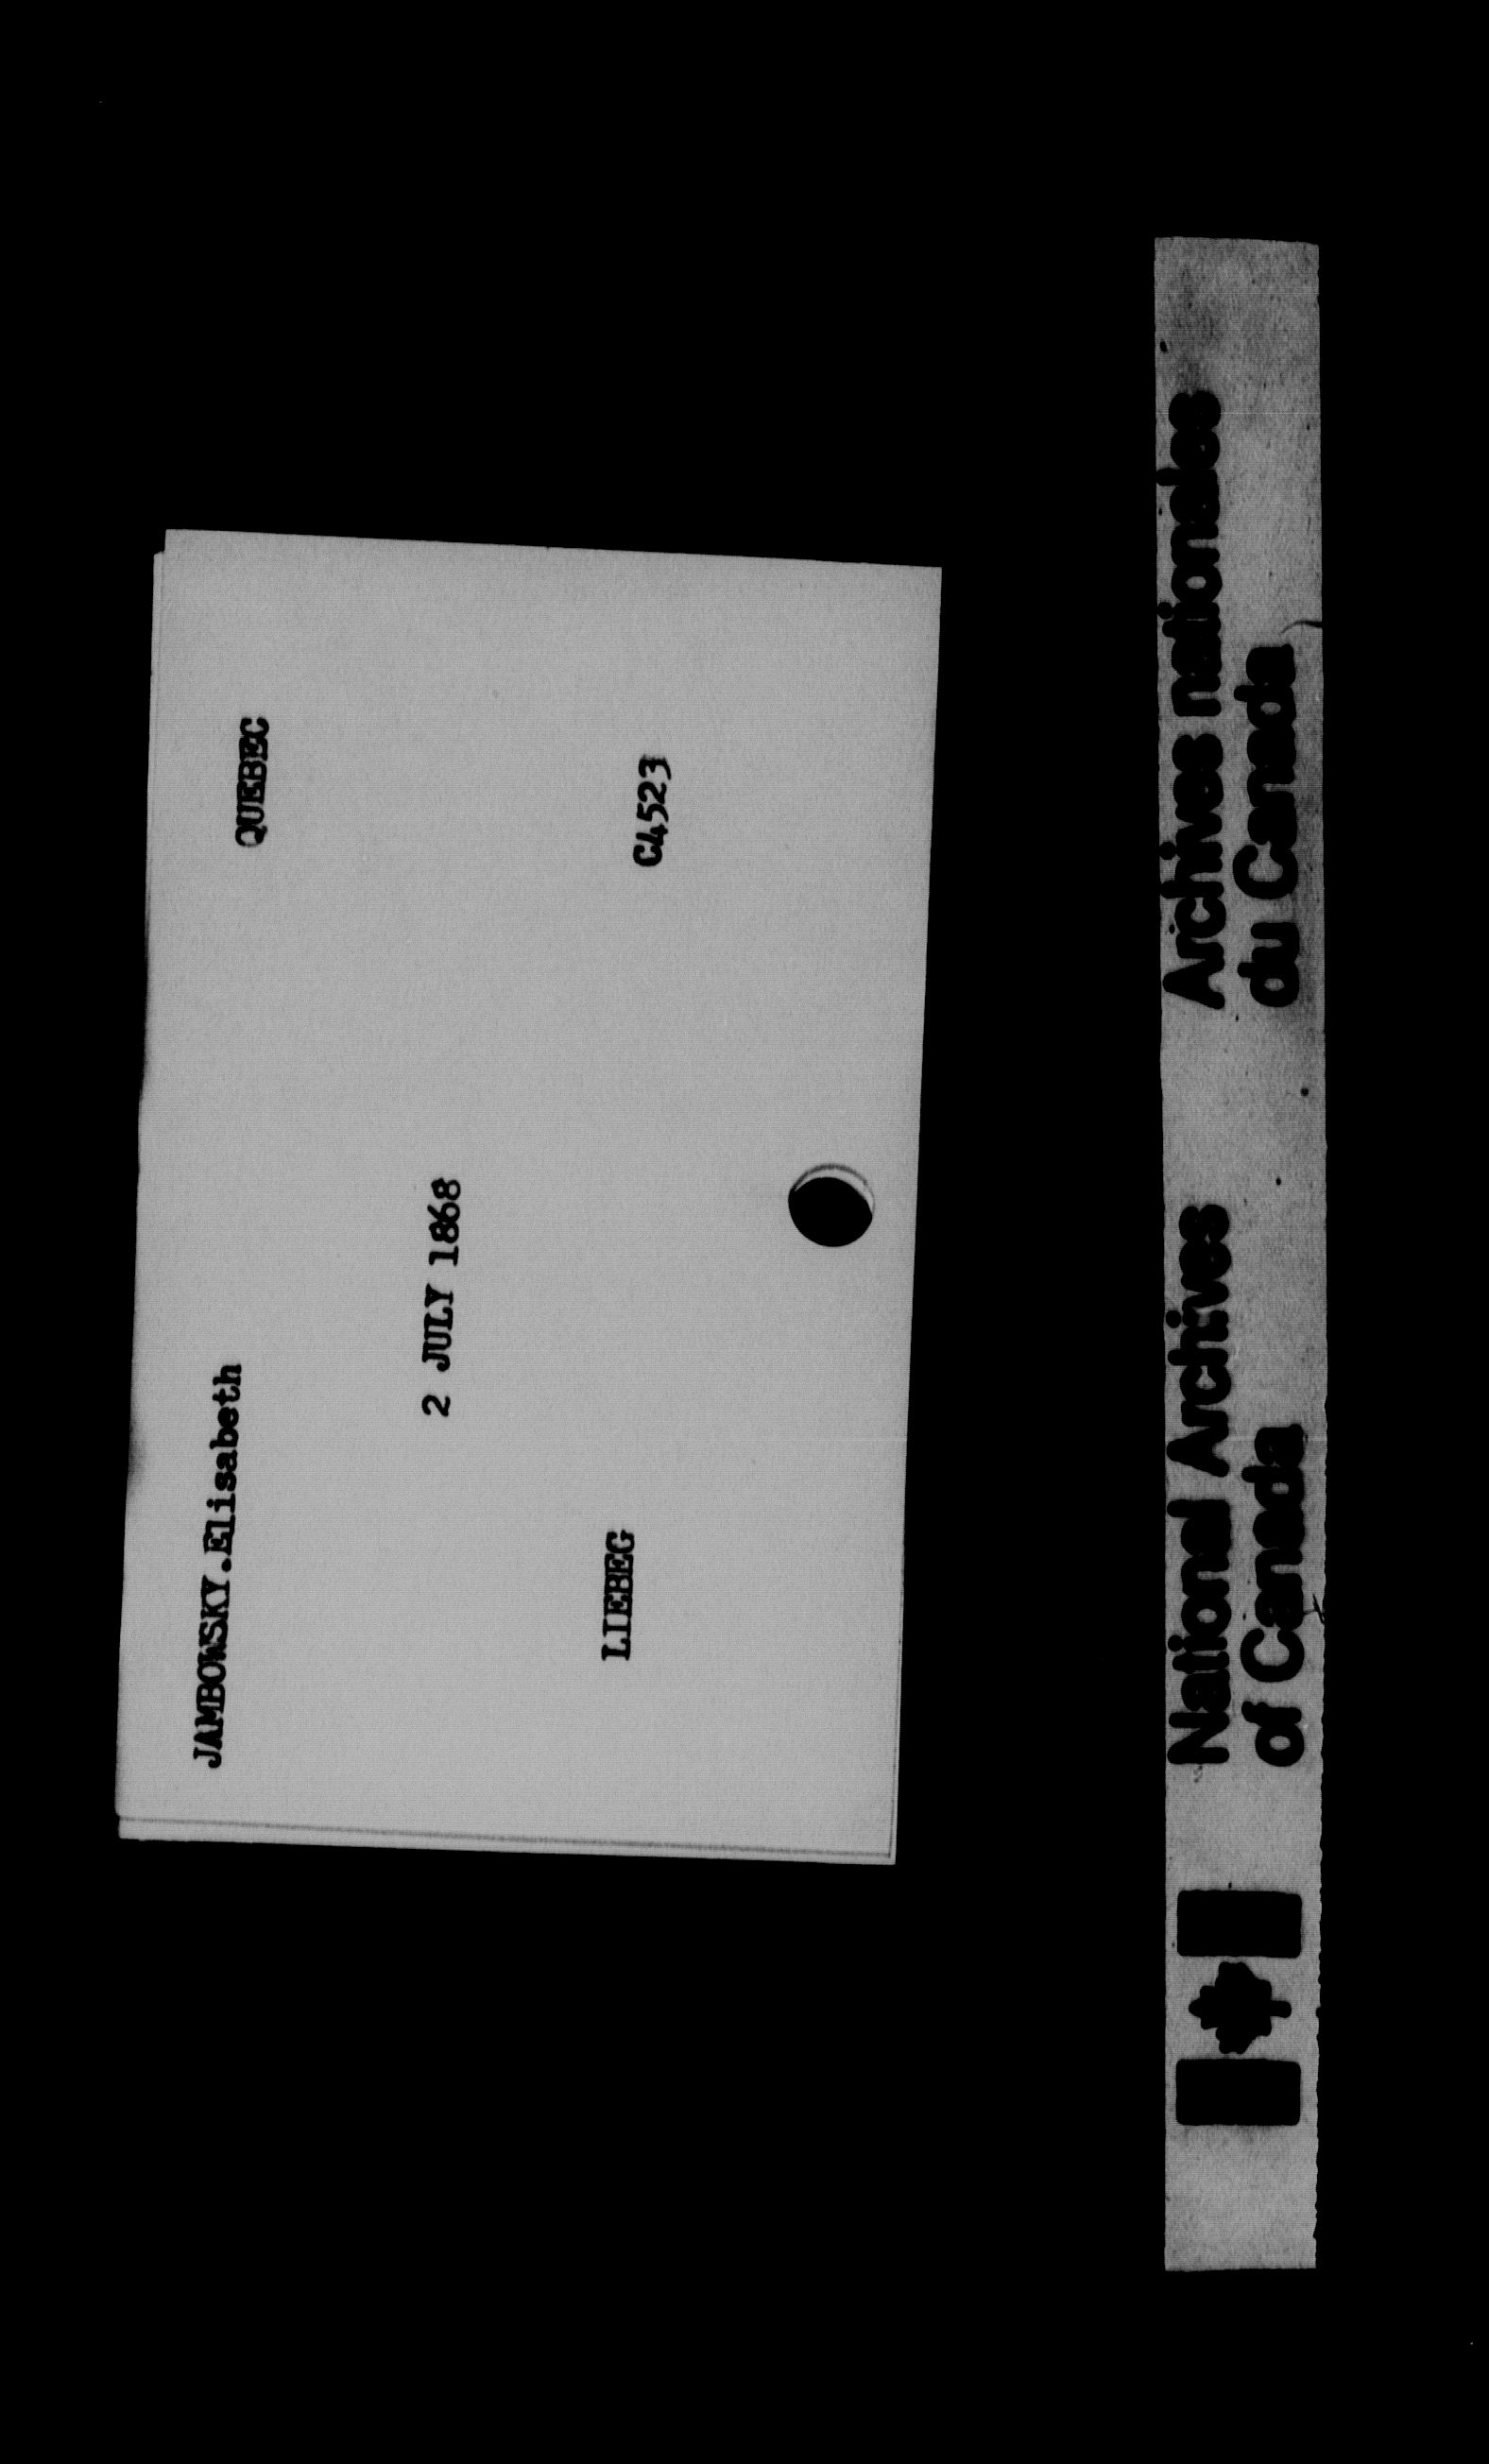 JAMBOWSKY.Elisabeth QUEBEC
2 JULY 1868
LIEBEG C4523
National Archives
of Canada
Archives nationales
du Canada